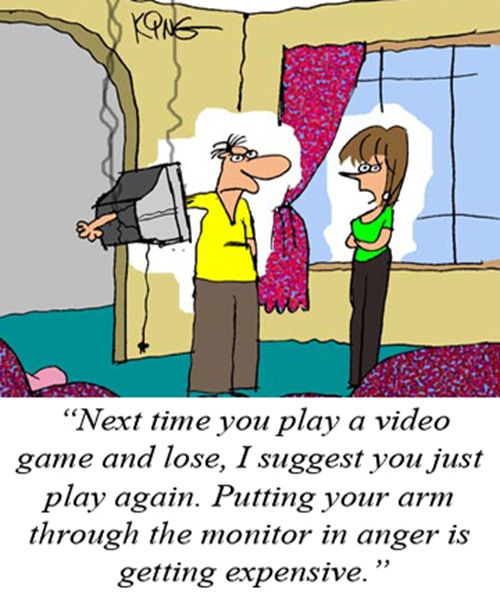 KING
“Next time you play a video
game and lose, I suggest you just
play again. Putting your arm
through the monitor in anger is
getting expensive.”